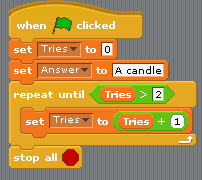 when clicked
set Tries to 0
set Answer to A candle
repeat until Tries > 2
set Tries to Tries + 1
stop all